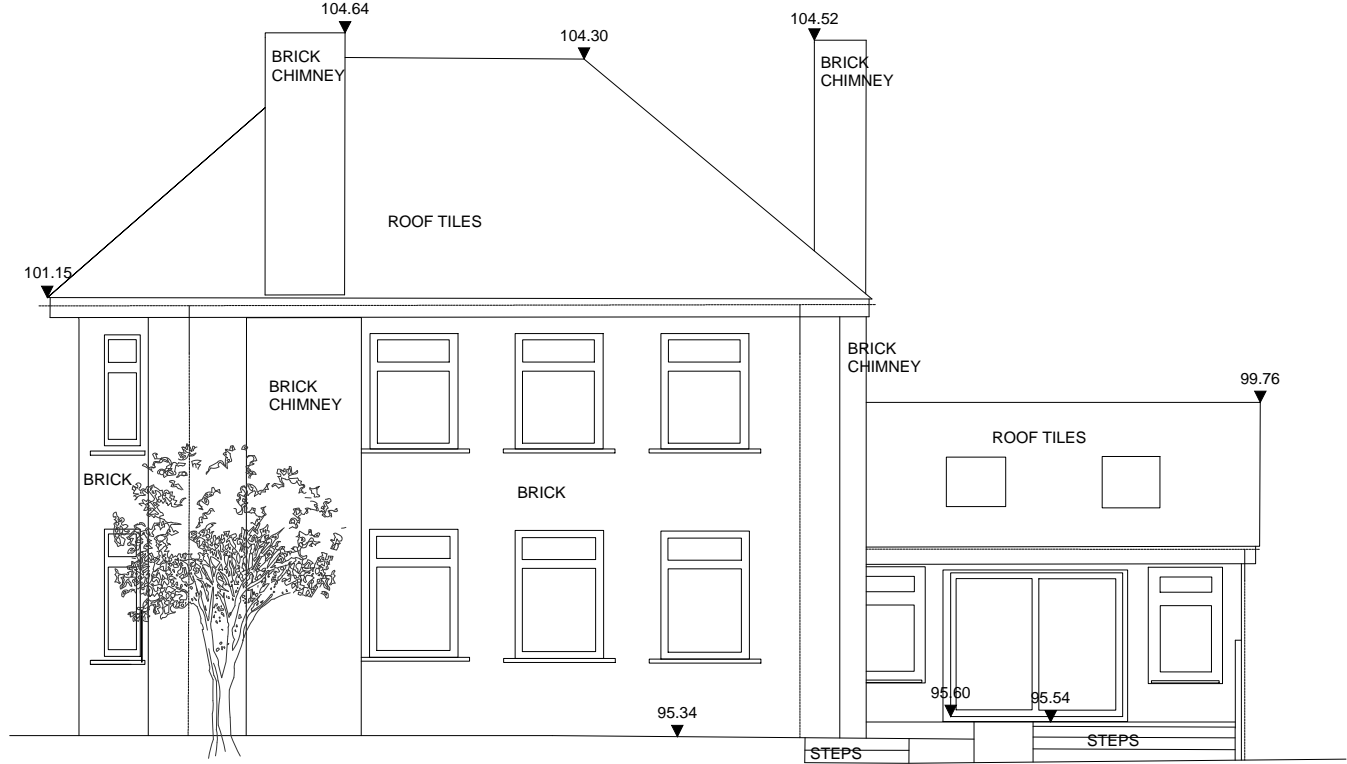 104.64
104.52
104.30
BRICK
CHIMNEY
BRICK
CHIMNEY
ROOF TILES
101.15
BRICK
CHIMNEY
BRICK
CHIMNEY
99.76
ROOF TILES
BRICK
BRICK
95.60
95.54
95.34
STEPS
STEPS